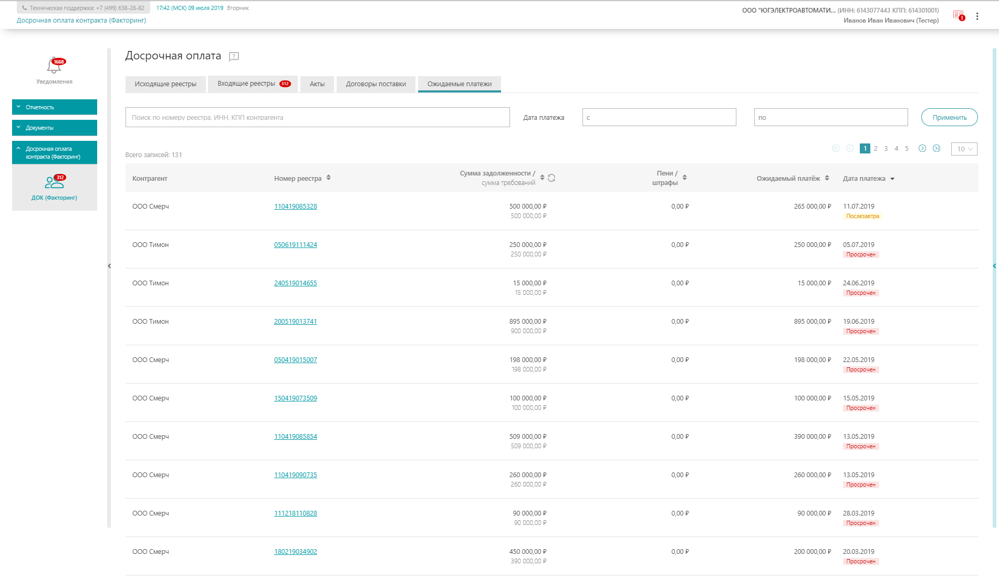 Техническая поддержка: +7 (499) 638-28-82 17:42 (МСК) 09 июля 2019 Вторник
Досрочная оплата контракта (Факторинг)
ООО "ЮГЭЛЕКТРОАВТОМАТИ... (ИНН: 6143077443 КПП: 614301001)
Иванов Иван Иванович (Тестер)
1668
Уведомления
Отчетность
Документы
Досрочная оплата
контракта (Факторинг)
312
ДОК (Факторинг)
Досрочная оплата ?
Исходящие реестры Входящие реестры 312 Акты Договоры поставки Ожидаемые платежи
Поиск по номеру реестра, ИНН, КПП контрагента Дата платежа с по Применить
Всего записей: 131
1 2 3 4 5 10
Контрагент Номер реестра Сумма задолженности / сумма требований Пени / штрафы Ожидаемый платёж Дата платежа
ООО Смерч 110419085328 500 000,00 ₽ 0,00 ₽ 265 000,00 ₽ 11.07.2019
500 000,00 ₽ Послезавтра
ООО Тимон 050619111424 250 000,00 ₽ 0,00 ₽ 250 000,00 ₽ 05.07.2019
250 000,00 ₽ Просрочен
ООО Тимон 240519014655 15 000,00 ₽ 0,00 ₽ 15 000,00 ₽ 24.06.2019
15 000,00 ₽ Просрочен
ООО Тимон 200519013741 895 000,00 ₽ 0,00 ₽ 895 000,00 ₽ 19.06.2019
900 000,00 ₽ Просрочен
ООО Смерч 050419015007 198 000,00 ₽ 0,00 ₽ 198 000,00 ₽ 22.05.2019
198 000,00 ₽ Просрочен
ООО Смерч 150419073509 100 000,00 ₽ 0,00 ₽ 100 000,00 ₽ 15.05.2019
100 000,00 ₽ Просрочен
ООО Смерч 110419085854 509 000,00 ₽ 0,00 ₽ 390 000,00 ₽ 13.05.2019
509 000,00 ₽ Просрочен
ООО Смерч 110419090735 260 000,00 ₽ 0,00 ₽ 260 000,00 ₽ 13.05.2019
260 000,00 ₽ Просрочен
ООО Смерч 111218110828 90 000,00 ₽ 0,00 ₽ 90 000,00 ₽ 28.03.2019
90 000,00 ₽ Просрочен
ООО Смерч 180219034902 450 000,00 ₽ 0,00 ₽ 200 000,00 ₽ 20.03.2019
390 000,00 ₽ Просрочен